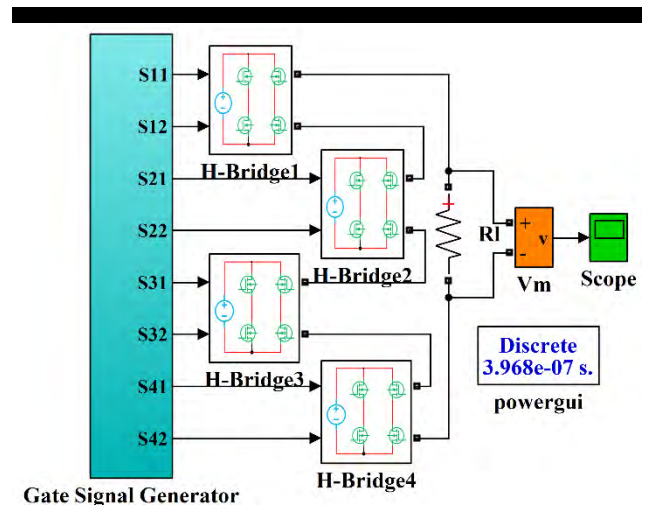 S11
S12
S21
S22
S31
S32
S41
S42
H-Bridge1
H-Bridge2
H-Bridge3
H-Bridge4
Rl
+
-
v
Vm
Scope
Discrete
3.968e-07 s.
powergui
Gate Signal Generator